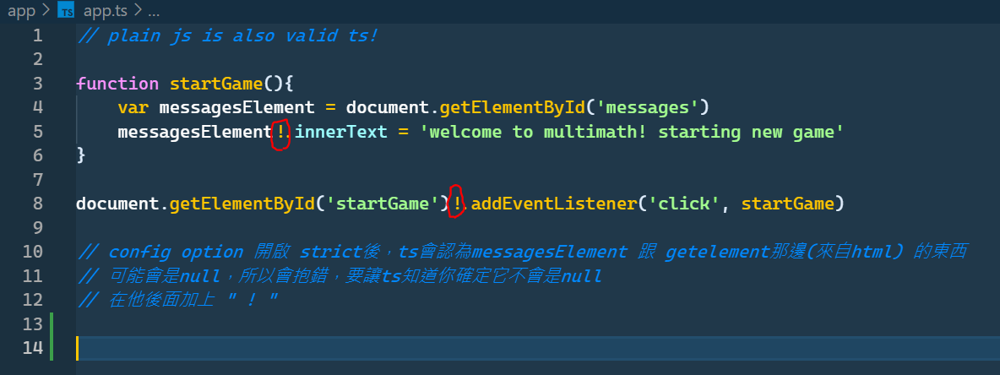 app > TS app.ts > ...
1 // plain js is also valid ts!
2
3 function startGame(){
4 var messagesElement = document.getElementById('messages')
5 messagesElement!.innerText = 'welcome to multimath! starting new game'
6 }
7
8 document.getElementById('startGame')!.addEventListener('click', startGame)
9
10 // config option 開啟 strict後，ts會認為messagesElement 跟 getelement那邊(來自html) 的東西
11 // 可能會是null，所以會抱錯，要讓ts知道你確定它不會是null
12 // 在他後面加上 " ! "
13
14